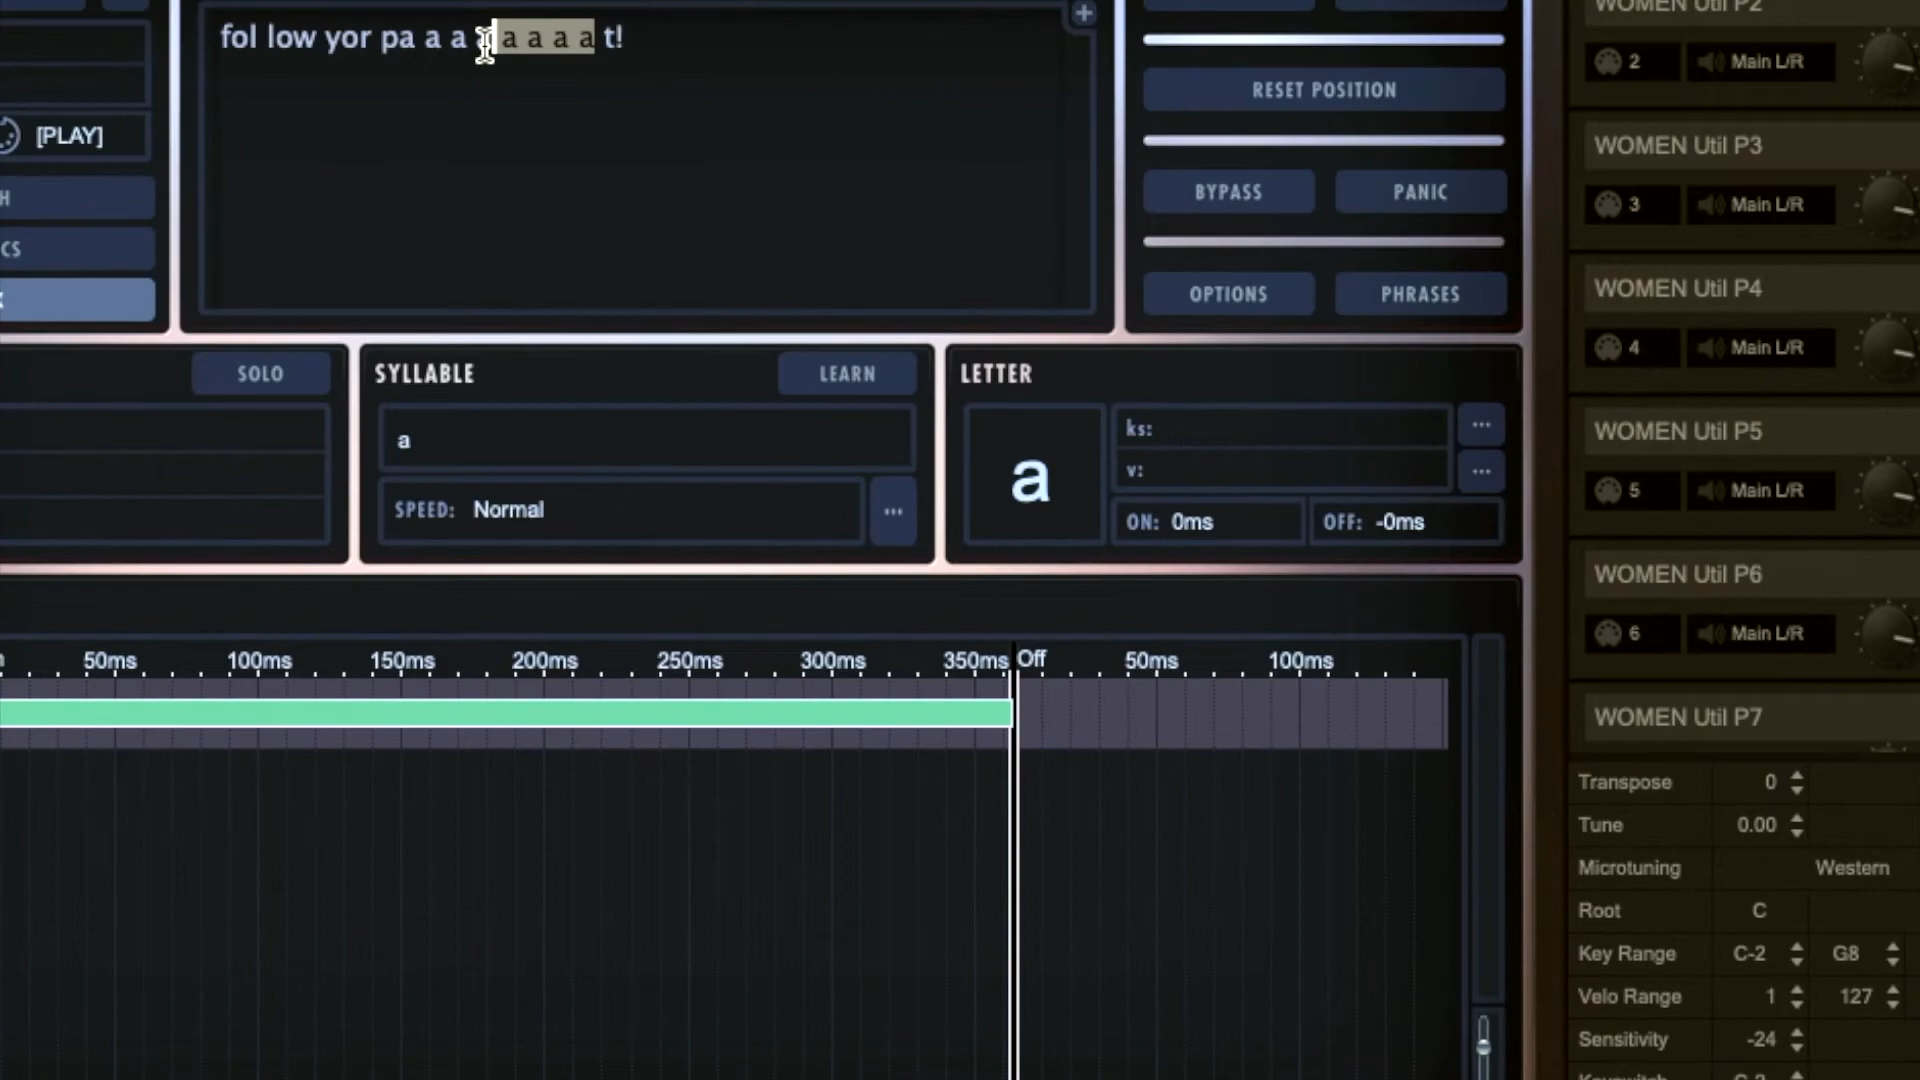 fol low yor pa a a a a a a t!
+
WOMEN Util P2
2 Main L/R
RESET POSITION
[PLAY]
WOMEN Util P3
BYPASS PANIC
3 Main L/R
OPTIONS PHRASES
WOMEN Util P4
4 Main L/R
SOLO
SYLLABLE LEARN
LETTER
a
a
ks:
v:
...
...
SPEED: Normal ...
ON: 0ms OFF: -0ms
WOMEN Util P5
5 Main L/R
WOMEN Util P6
6 Main L/R
50ms 100ms 150ms 200ms 250ms 300ms 350ms Off 50ms 100ms
WOMEN Util P7
Transpose 0
Tune 0.00
Microtuning Western
Root C
Key Range C-2 G8
Velo Range 1 127
Sensitivity -24